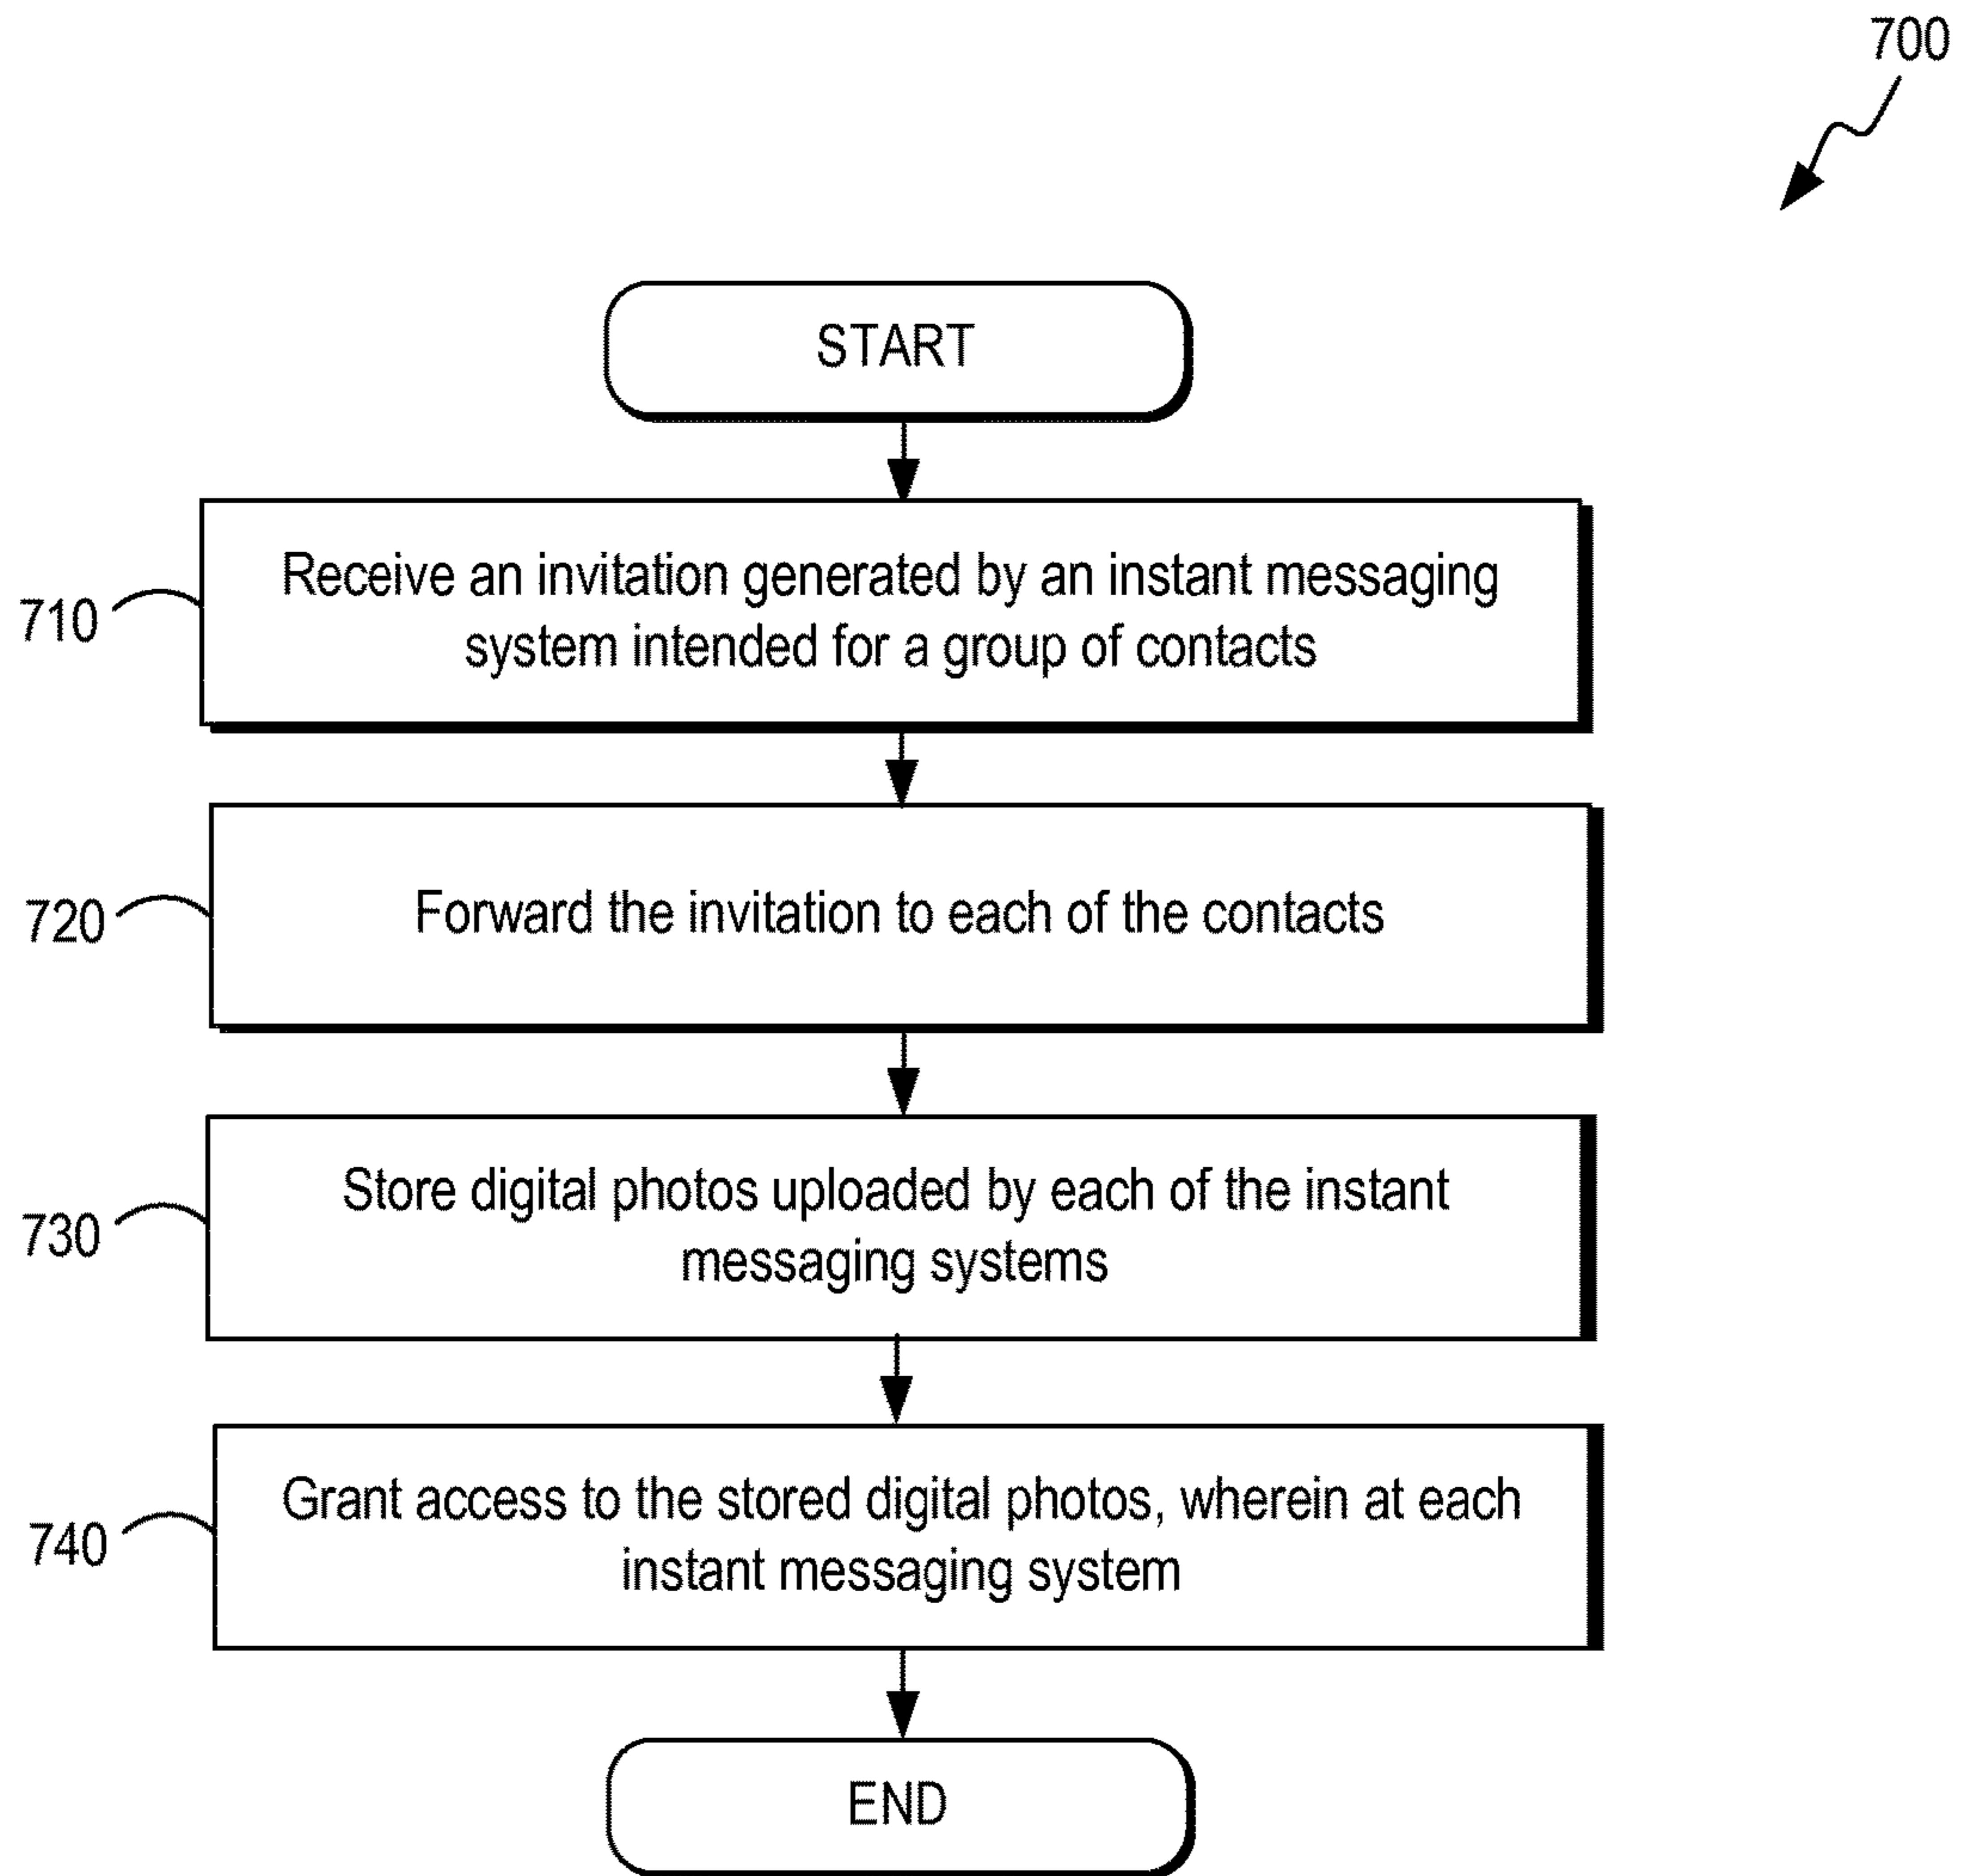 700
START
710
Receive an invitation generated by an instant messaging
system intended for a group of contacts
720
Forward the invitation to each of the contacts
730
Store digital photos uploaded by each of the instant
messaging systems
740
Grant access to the stored digital photos, wherein at each
instant messaging system
END